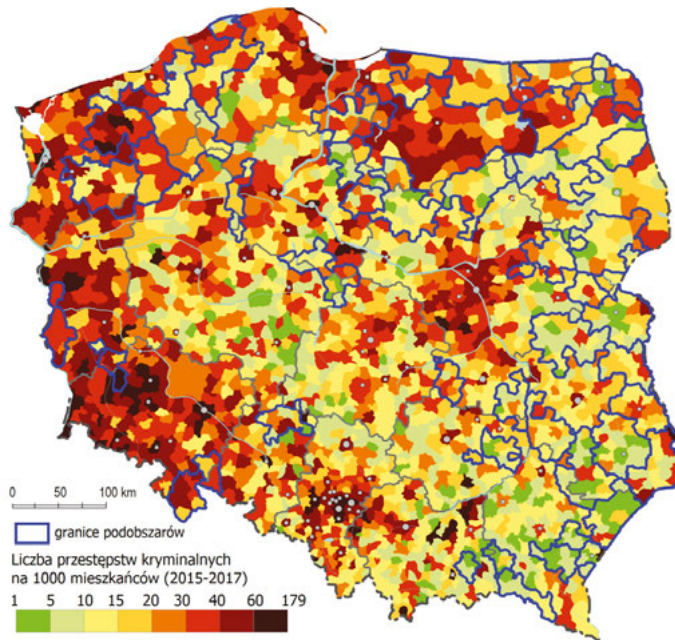 0 50 100 km
granice podobszarów
Liczba przestępstw kryminalnych
na 1000 mieszkańców (2015-2017)
1 5 10 15 20 30 40 60 179